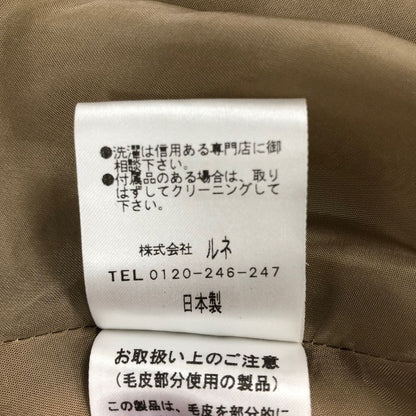 ●洗濯は信用ある専門店に御
相談下さい。
●付属品のある場合は、取り
はずしてクリーニングして
下さい。
株式会社 ルネ
TEL 0120-246-247
日本製
お取扱い上のご注意
(毛皮部分使用の製品)
この製品は、毛皮を部分的に